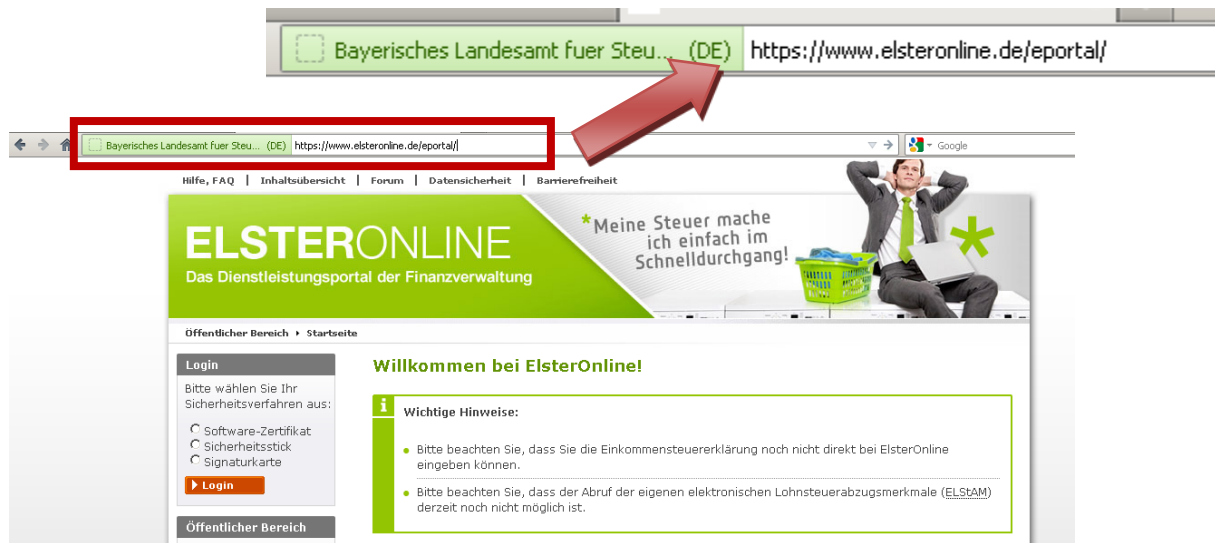 Bayerisches Landesamt fuer Steu... (DE) https://www.elsteronline.de/eportal/
Bayerisches Landesamt fuer Steu... (DE) https://www.elsteronline.de/eportal/ Google
Hilfe, FAQ | Inhaltsübersicht | Forum | Datensicherheit | Barrierefreiheit
ELSTERONLINE
Das Dienstleistungsportal der Finanzverwaltung
*Meine Steuer mache
ich einfach im
Schnelldurchgang!
Öffentlicher Bereich › Startseite
Login
Bitte wählen Sie Ihr
Sicherheitsverfahren aus:
Software-Zertifikat
Sicherheitsstick
Signaturkarte
Login
Öffentlicher Bereich
Willkommen bei ElsterOnline!
i Wichtige Hinweise:
• Bitte beachten Sie, dass Sie die Einkommensteuererklärung noch nicht direkt bei ElsterOnline
eingeben können.
• Bitte beachten Sie, dass der Abruf der eigenen elektronischen Lohnsteuerabzugsmerkmale (ELStAM)
derzeit noch nicht möglich ist.